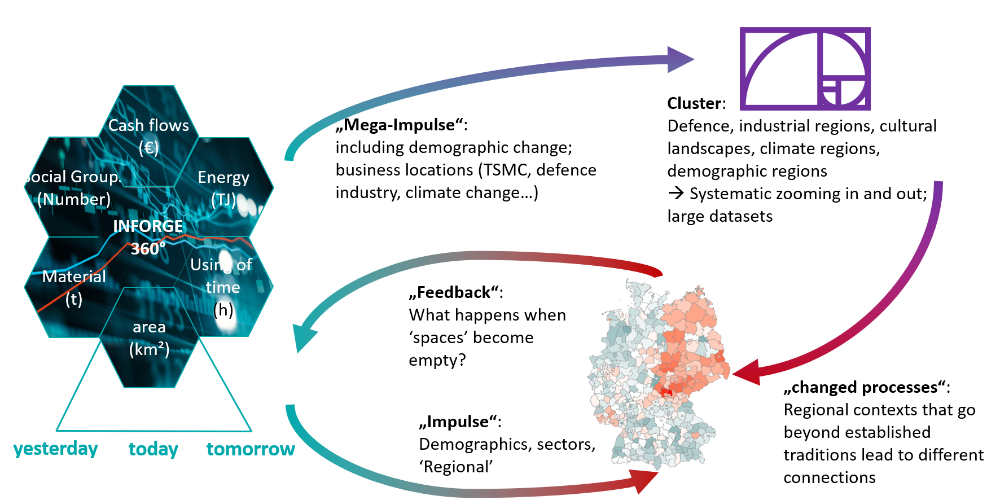 Cash flows
(€)
Social Groups
(Number)
Energy
(TJ)
INFORGE
360°
Material
(t)
Using of
time
(h)
area
(km²)
yesterday today tomorrow
„Mega-Impulse“:
including demographic change;
business locations (TSMC, defence
industry, climate change…)
Cluster:
Defence, industrial regions, cultural
landscapes, climate regions,
demographic regions
→ Systematic zooming in and out;
large datasets
„Feedback“:
What happens when
‘spaces’ become
empty?
„Impulse“:
Demographics, sectors,
‘Regional’
„changed processes“:
Regional contexts that go
beyond established
traditions lead to different
connections